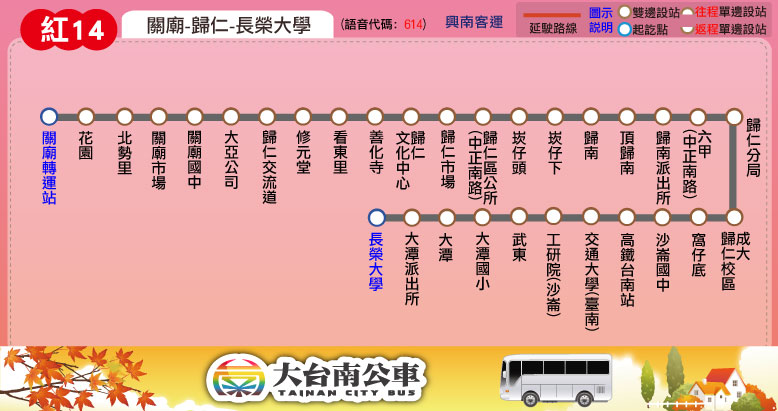 紅14
關廟-歸仁-長榮大學
(語音代碼: 614)
興南客運
延駛路線
圖示說明
雙邊設站
往程單邊設站
起訖點
返程單邊設站
關廟轉運站
花園
北勢里
關廟市場
關廟國中
大亞公司
歸仁交流道
修元堂
看東里
善化寺
歸仁文化中心
歸仁市場
歸仁區公所(中正南路)
崁仔頭
崁仔下
歸南
頂歸南
歸南派出所
六甲(中正南路)
歸仁分局
長榮大學
大潭派出所
大潭
大潭國小
武東
工研院(沙崙)
交通大學(臺南)
高鐵台南站
沙崙國中
窩仔底
成大歸仁校區
大台南公車
TAINAN CITY BUS